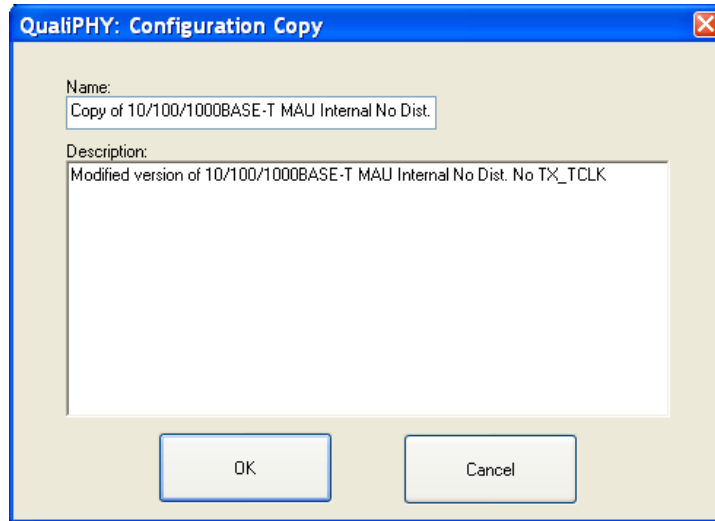 QualiPHY: Configuration Copy
Name:
Copy of 10/100/1000BASE-T MAU Internal No Dist.
Description:
Modified version of 10/100/1000BASE-T MAU Internal No Dist. No TX_TCLK
OK
Cancel